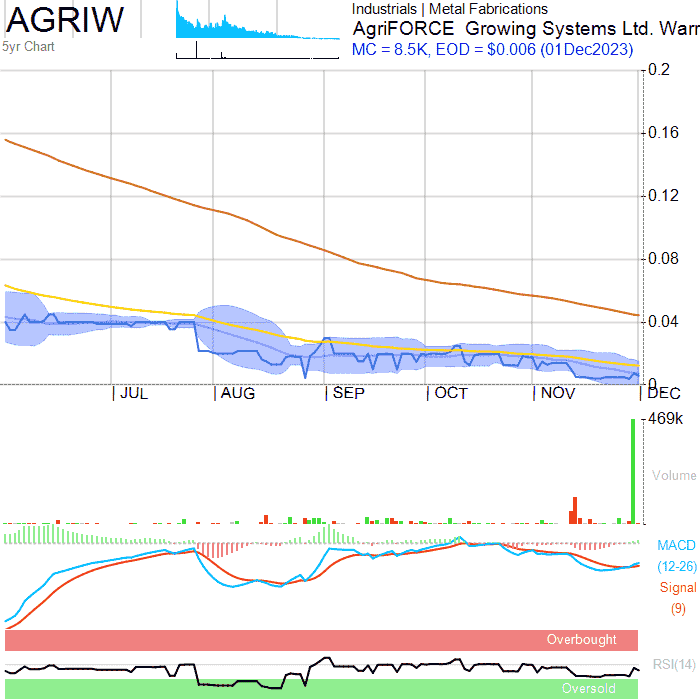 AGRIW
5yr Chart
Industrials | Metal Fabrications
AgriFORCE Growing Systems Ltd. Warr
MC = 8.5K, EOD = $0.006 (01Dec2023)
0.2
0.16
0.12
0.08
0.04
0
JUL AUG SEP OCT NOV DEC
469k
Volume
MACD
(12-26)
Signal
(9)
Overbought
RSI(14)
Oversold